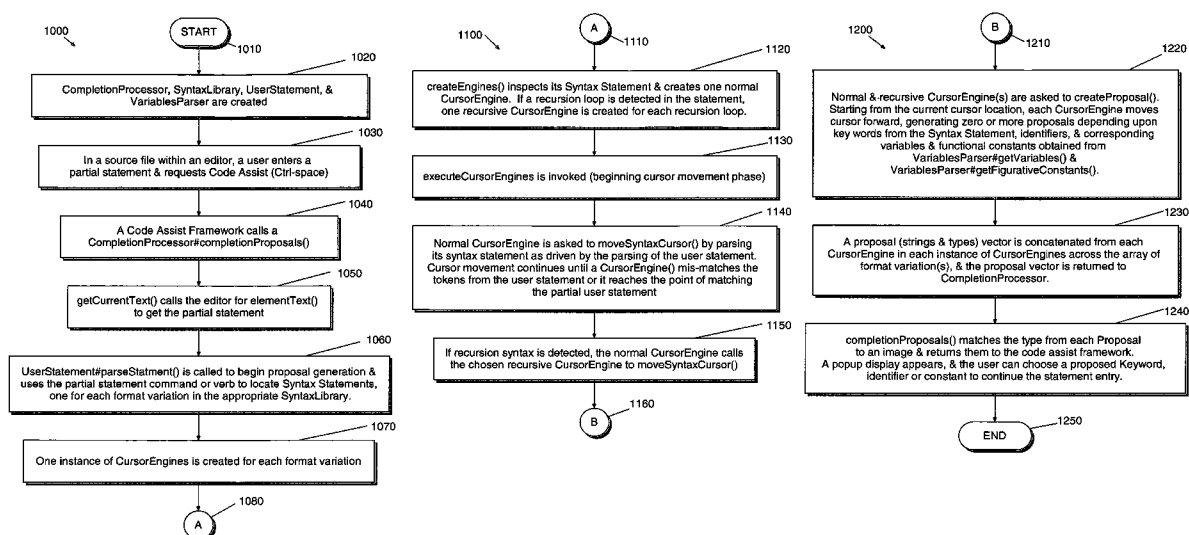 1000
START
1010
1020
CompletionProcessor, SyntaxLibrary, UserStatement, &
VariablesParser are created
1030
In a source file within an editor, a user enters a
partial statement & requests Code Assist (Ctrl-space)
1040
A Code Assist Framework calls a
CompletionProcessor#completionProposals()
1050
getCurrentText() calls the editor for elementText()
to get the partial statement
1060
UserStatement#parseStatment() is called to begin proposal generation &
uses the partial statement command or verb to locate Syntax Statements,
one for each format variation in the appropriate SyntaxLibrary.
1070
One instance of CursorEngines is created for each format variation
1080
A
1100
A
1110
1120
createEngines() inspects its Syntax Statement & creates one normal
CursorEngine. If a recursion loop is detected in the statement,
one recursive CursorEngine is created for each recursion loop.
1130
executeCursorEngines is invoked (beginning cursor movement phase)
1140
Normal CursorEngine is asked to moveSyntaxCursor() by parsing
its syntax statement as driven by the parsing of the user statement.
Cursor movement continues until a CursorEngine() mis-matches the
tokens from the user statement or it reaches the point of matching
the partial user statement
1150
If recursion syntax is detected, the normal CursorEngine calls
the chosen recursive CursorEngine to moveSyntaxCursor()
B
1160
1200
B
1210
1220
Normal & recursive CursorEngine(s) are asked to createProposal().
Starting from the current cursor location, each CursorEngine moves
cursor forward, generating zero or more proposals depending upon
key words from the Syntax Statement, identifiers, & corresponding
variables & functional constants obtained from
VariablesParser#getVariables() &
VariablesParser#getFigurativeConstants().
1230
A proposal (strings & types) vector is concatenated from each
CursorEngine in each instance of CursorEngines across the array of
format variation(s), & the proposal vector is returned to
CompletionProcessor.
1240
completionProposals() matches the type from each Proposal
to an image & returns them to the code assist framework.
A popup display appears, & the user can choose a proposed Keyword,
identifier or constant to continue the statement entry.
END
1250